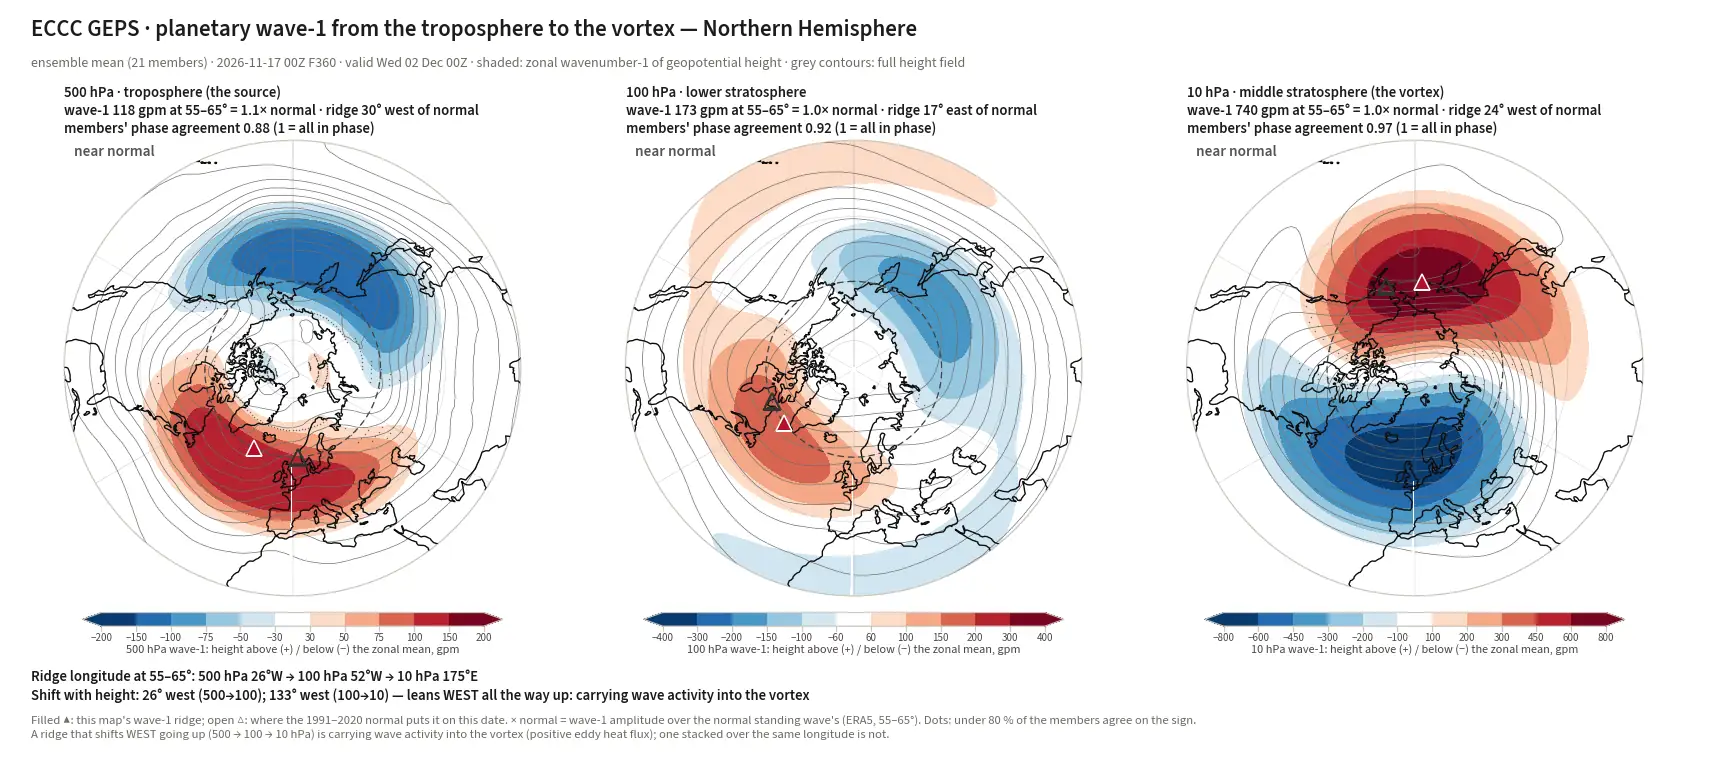 ECCC GEPS · planetary wave-1 from the troposphere to the vortex — Northern Hemisphere
ensemble mean (21 members) · 2026-11-17 00Z F360 · valid Wed 02 Dec 00Z · shaded: zonal wavenumber-1 of geopotential height · grey contours: full height field
500 hPa · troposphere (the source)
wave-1 118 gpm at 55–65° = 1.1× normal · ridge 30° west of normal
members' phase agreement 0.88 (1 = all in phase)
near normal
100 hPa · lower stratosphere
wave-1 173 gpm at 55–65° = 1.0× normal · ridge 17° east of normal
members' phase agreement 0.92 (1 = all in phase)
near normal
10 hPa · middle stratosphere (the vortex)
wave-1 740 gpm at 55–65° = 1.0× normal · ridge 24° west of normal
members' phase agreement 0.97 (1 = all in phase)
near normal
−200 −150 −100 −75 −50 −30 30 50 75 100 150 200
500 hPa wave-1: height above (+) / below (−) the zonal mean, gpm
−400 −300 −200 −150 −100 −60 60 100 150 200 300 400
100 hPa wave-1: height above (+) / below (−) the zonal mean, gpm
−800 −600 −450 −300 −200 −100 100 200 300 450 600 800
10 hPa wave-1: height above (+) / below (−) the zonal mean, gpm
Ridge longitude at 55–65°: 500 hPa 26°W → 100 hPa 52°W → 10 hPa 175°E
Shift with height: 26° west (500→100); 133° west (100→10) — leans WEST all the way up: carrying wave activity into the vortex
Filled ▲: this map's wave-1 ridge; open △: where the 1991–2020 normal puts it on this date. × normal = wave-1 amplitude over the normal standing wave's (ERA5, 55–65°). Dots: under 80 % of the members agree on the sign.
A ridge that shifts WEST going up (500 → 100 → 10 hPa) is carrying wave activity into the vortex (positive eddy heat flux); one stacked over the same longitude is not.